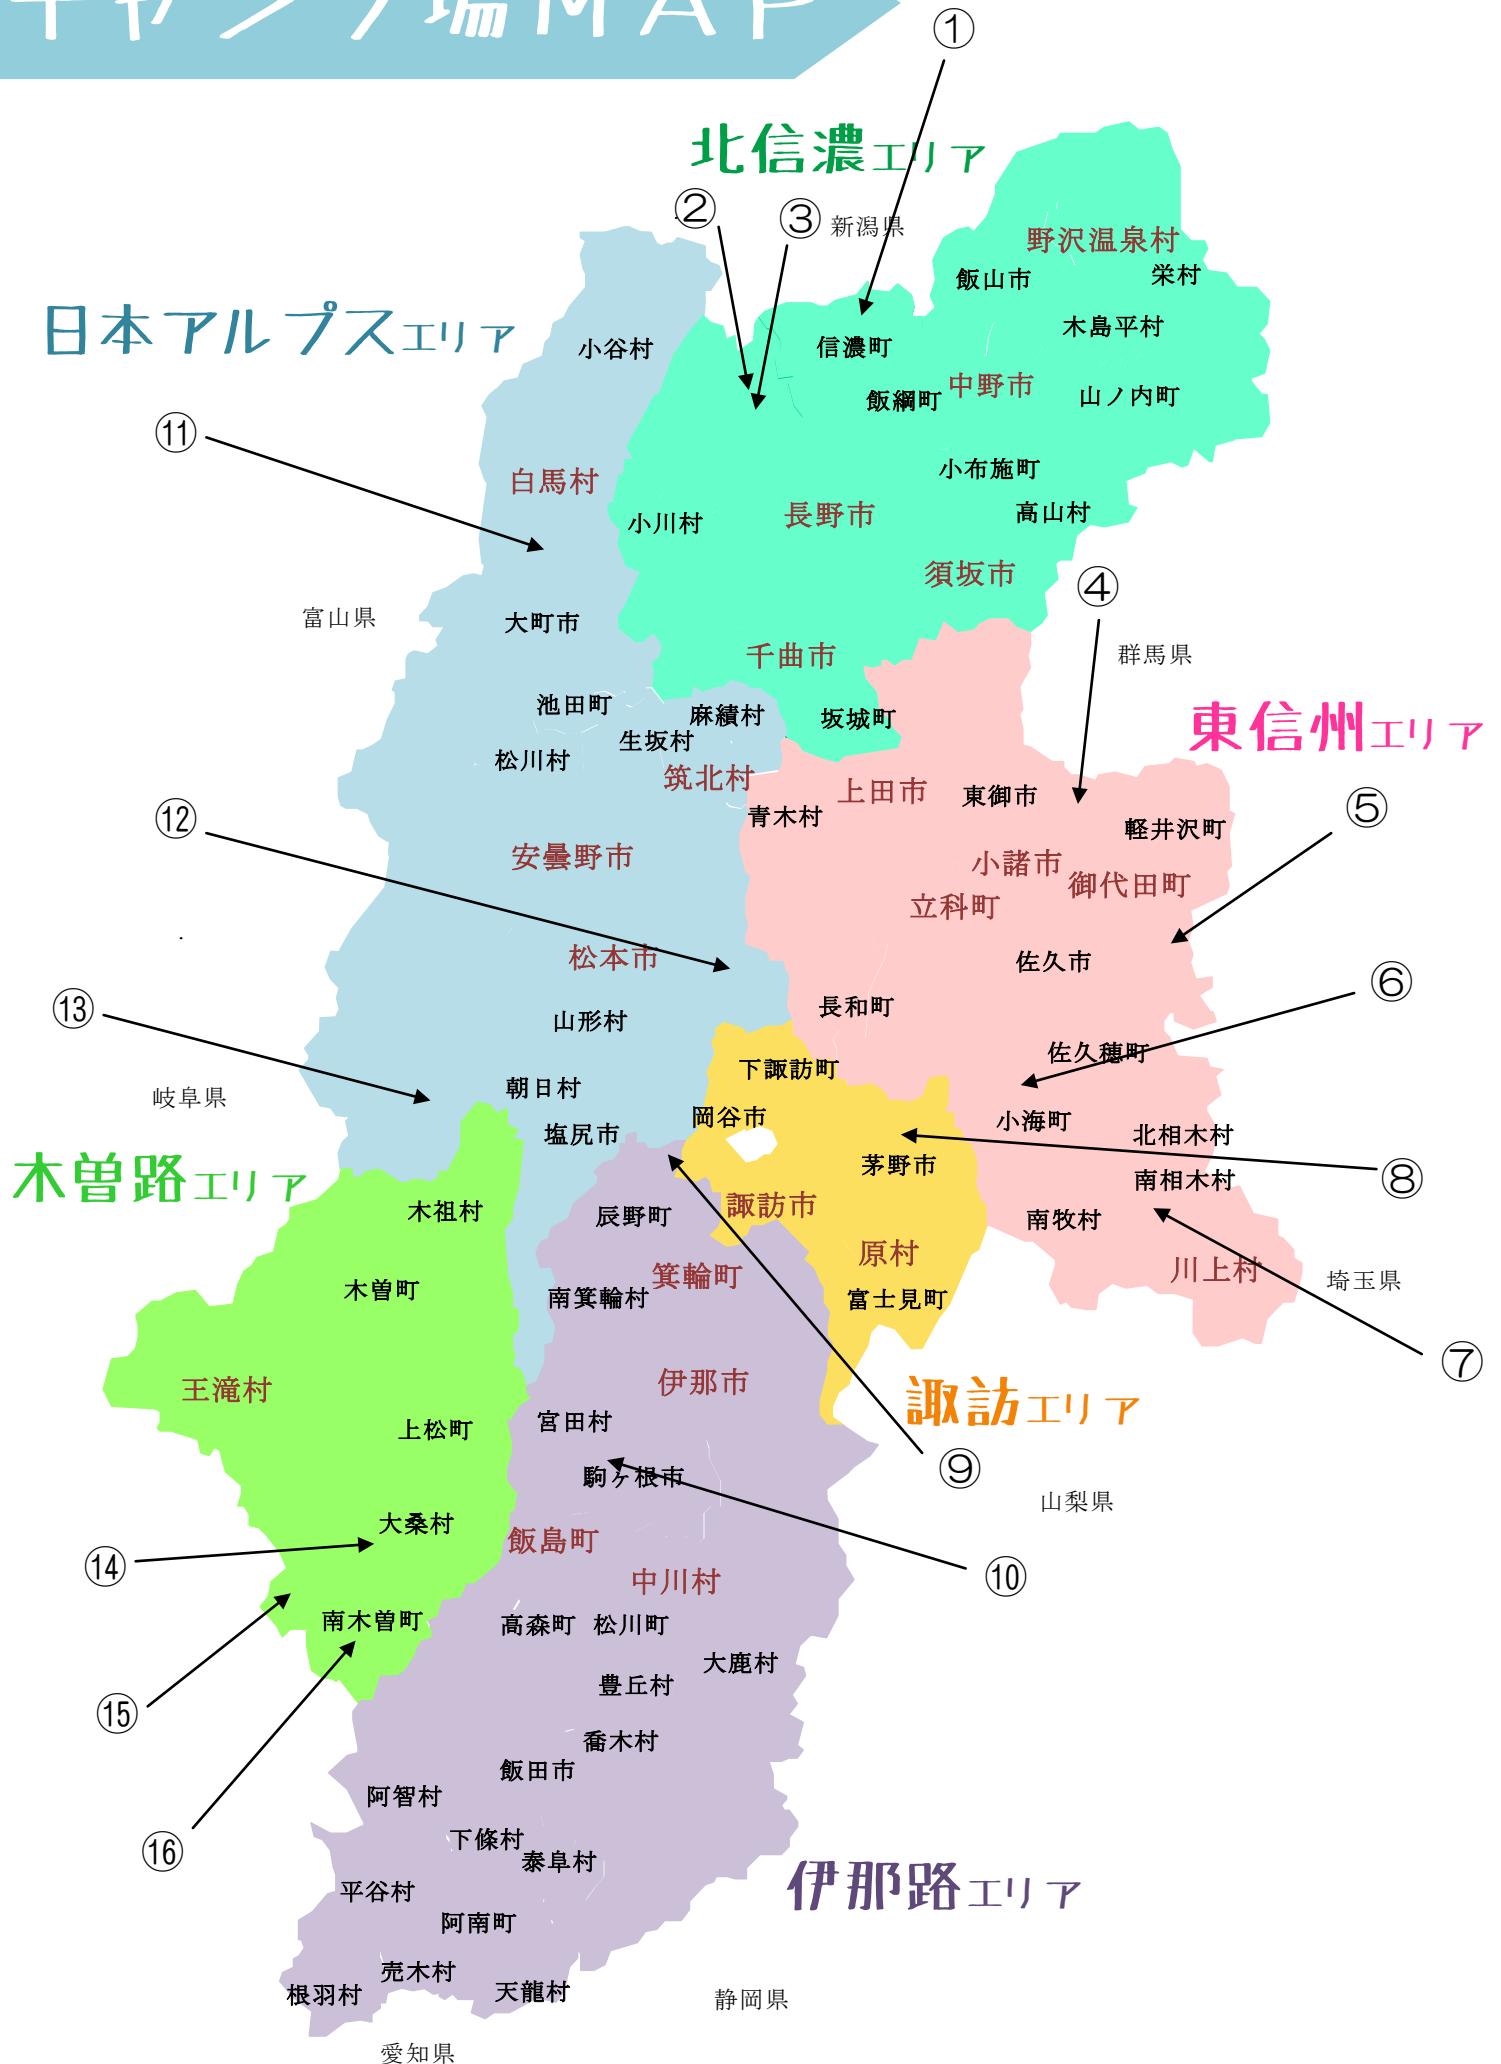 キャンプ場MAP
①
北信濃エリア
②
③
新潟県
野沢温泉村
飯山市
栄村
木島平村
日本アルプスエリア
小谷村
信濃町
中野市
山ノ内町
飯綱町
⑪
小布施町
白馬村
小川村
長野市
高山村
須坂市
④
富山県
大町市
千曲市
群馬県
池田町
麻績村
坂城町
東信州エリア
生坂村
松川村
筑北村
上田市
東御市
⑤
⑫
青木村
軽井沢町
安曇野市
小諸市
御代田町
立科町
松本市
佐久市
⑥
⑬
長和町
山形村
佐久穂町
下諏訪町
岐阜県
朝日村
岡谷市
小海町
塩尻市
北相木村
木曽路エリア
茅野市
⑧
南相木村
木祖村
辰野町
諏訪市
南牧村
原村
川上村
木曽町
箕輪町
埼玉県
南箕輪村
富士見町
⑦
王滝村
伊那市
諏訪エリア
上松町
宮田村
⑨
駒ヶ根市
山梨県
大桑村
飯島町
⑭
中川村
⑩
南木曽町
高森町
松川町
大鹿村
豊丘村
⑮
喬木村
飯田市
阿智村
下條村
⑯
泰阜村
平谷村
伊那路エリア
阿南町
売木村
根羽村
天龍村
静岡県
愛知県